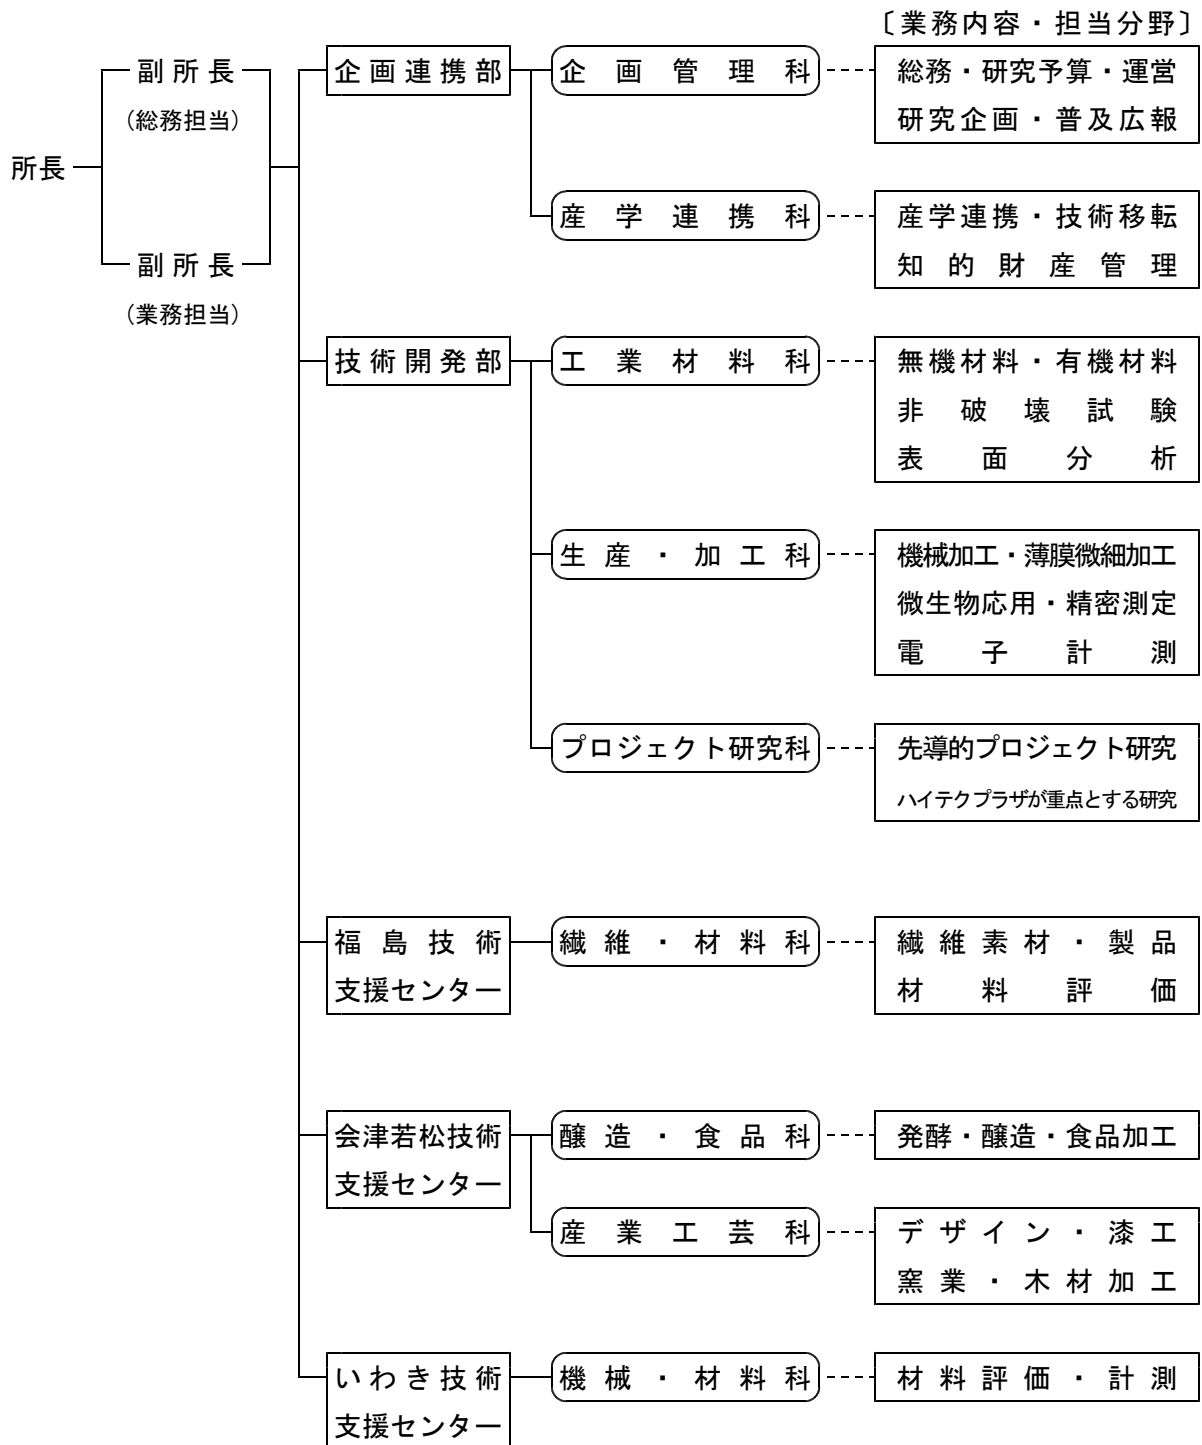 〔業務内容・担当分野〕
所長
副所長
（総務担当）
副所長
（業務担当）
企画連携部
企画管理科
総務・研究予算・運営
研究企画・普及広報
産学連携科
産学連携・技術移転
知的財産管理
技術開発部
工業材料科
無機材料・有機材料
非破壊試験
表面分析
生産・加工科
機械加工・薄膜微細加工
微生物応用・精密測定
電子計測
プロジェクト研究科
先導的プロジェクト研究
ハイテクプラザが重点とする研究
福島技術
支援センター
繊維・材料科
繊維素材・製品
材料評価
会津若松技術
支援センター
醸造・食品科
発酵・醸造・食品加工
産業工芸科
デザイン・漆工
窯業・木材加工
いわき技術
支援センター
機械・材料科
材料評価・計測